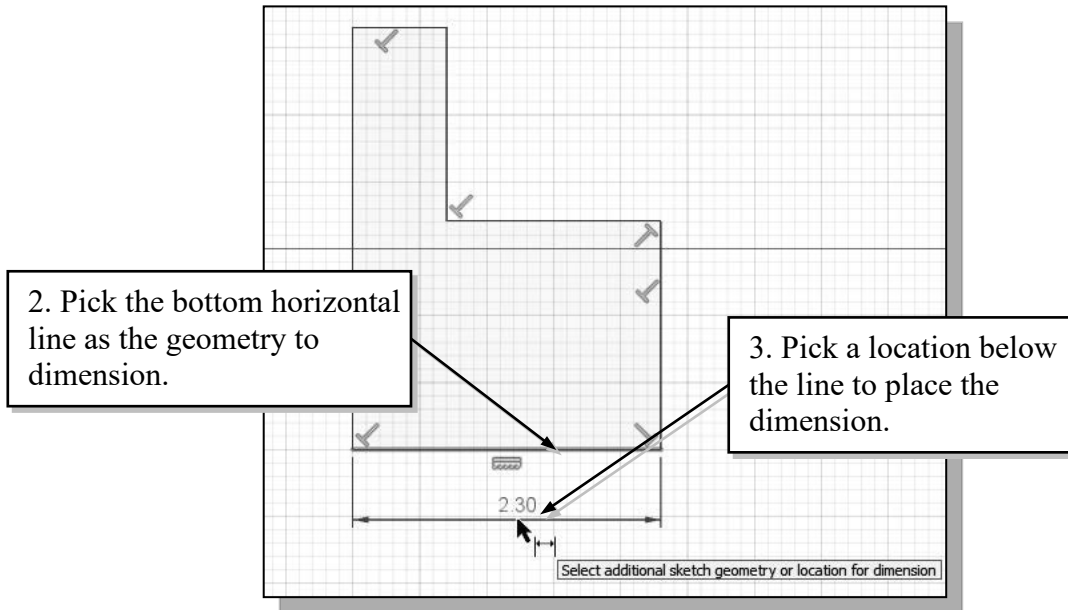 2. Pick the bottom horizontal
line as the geometry to
dimension.
3. Pick a location below
the line to place the
dimension.
2.30
Select additional sketch geometry or location for dimension